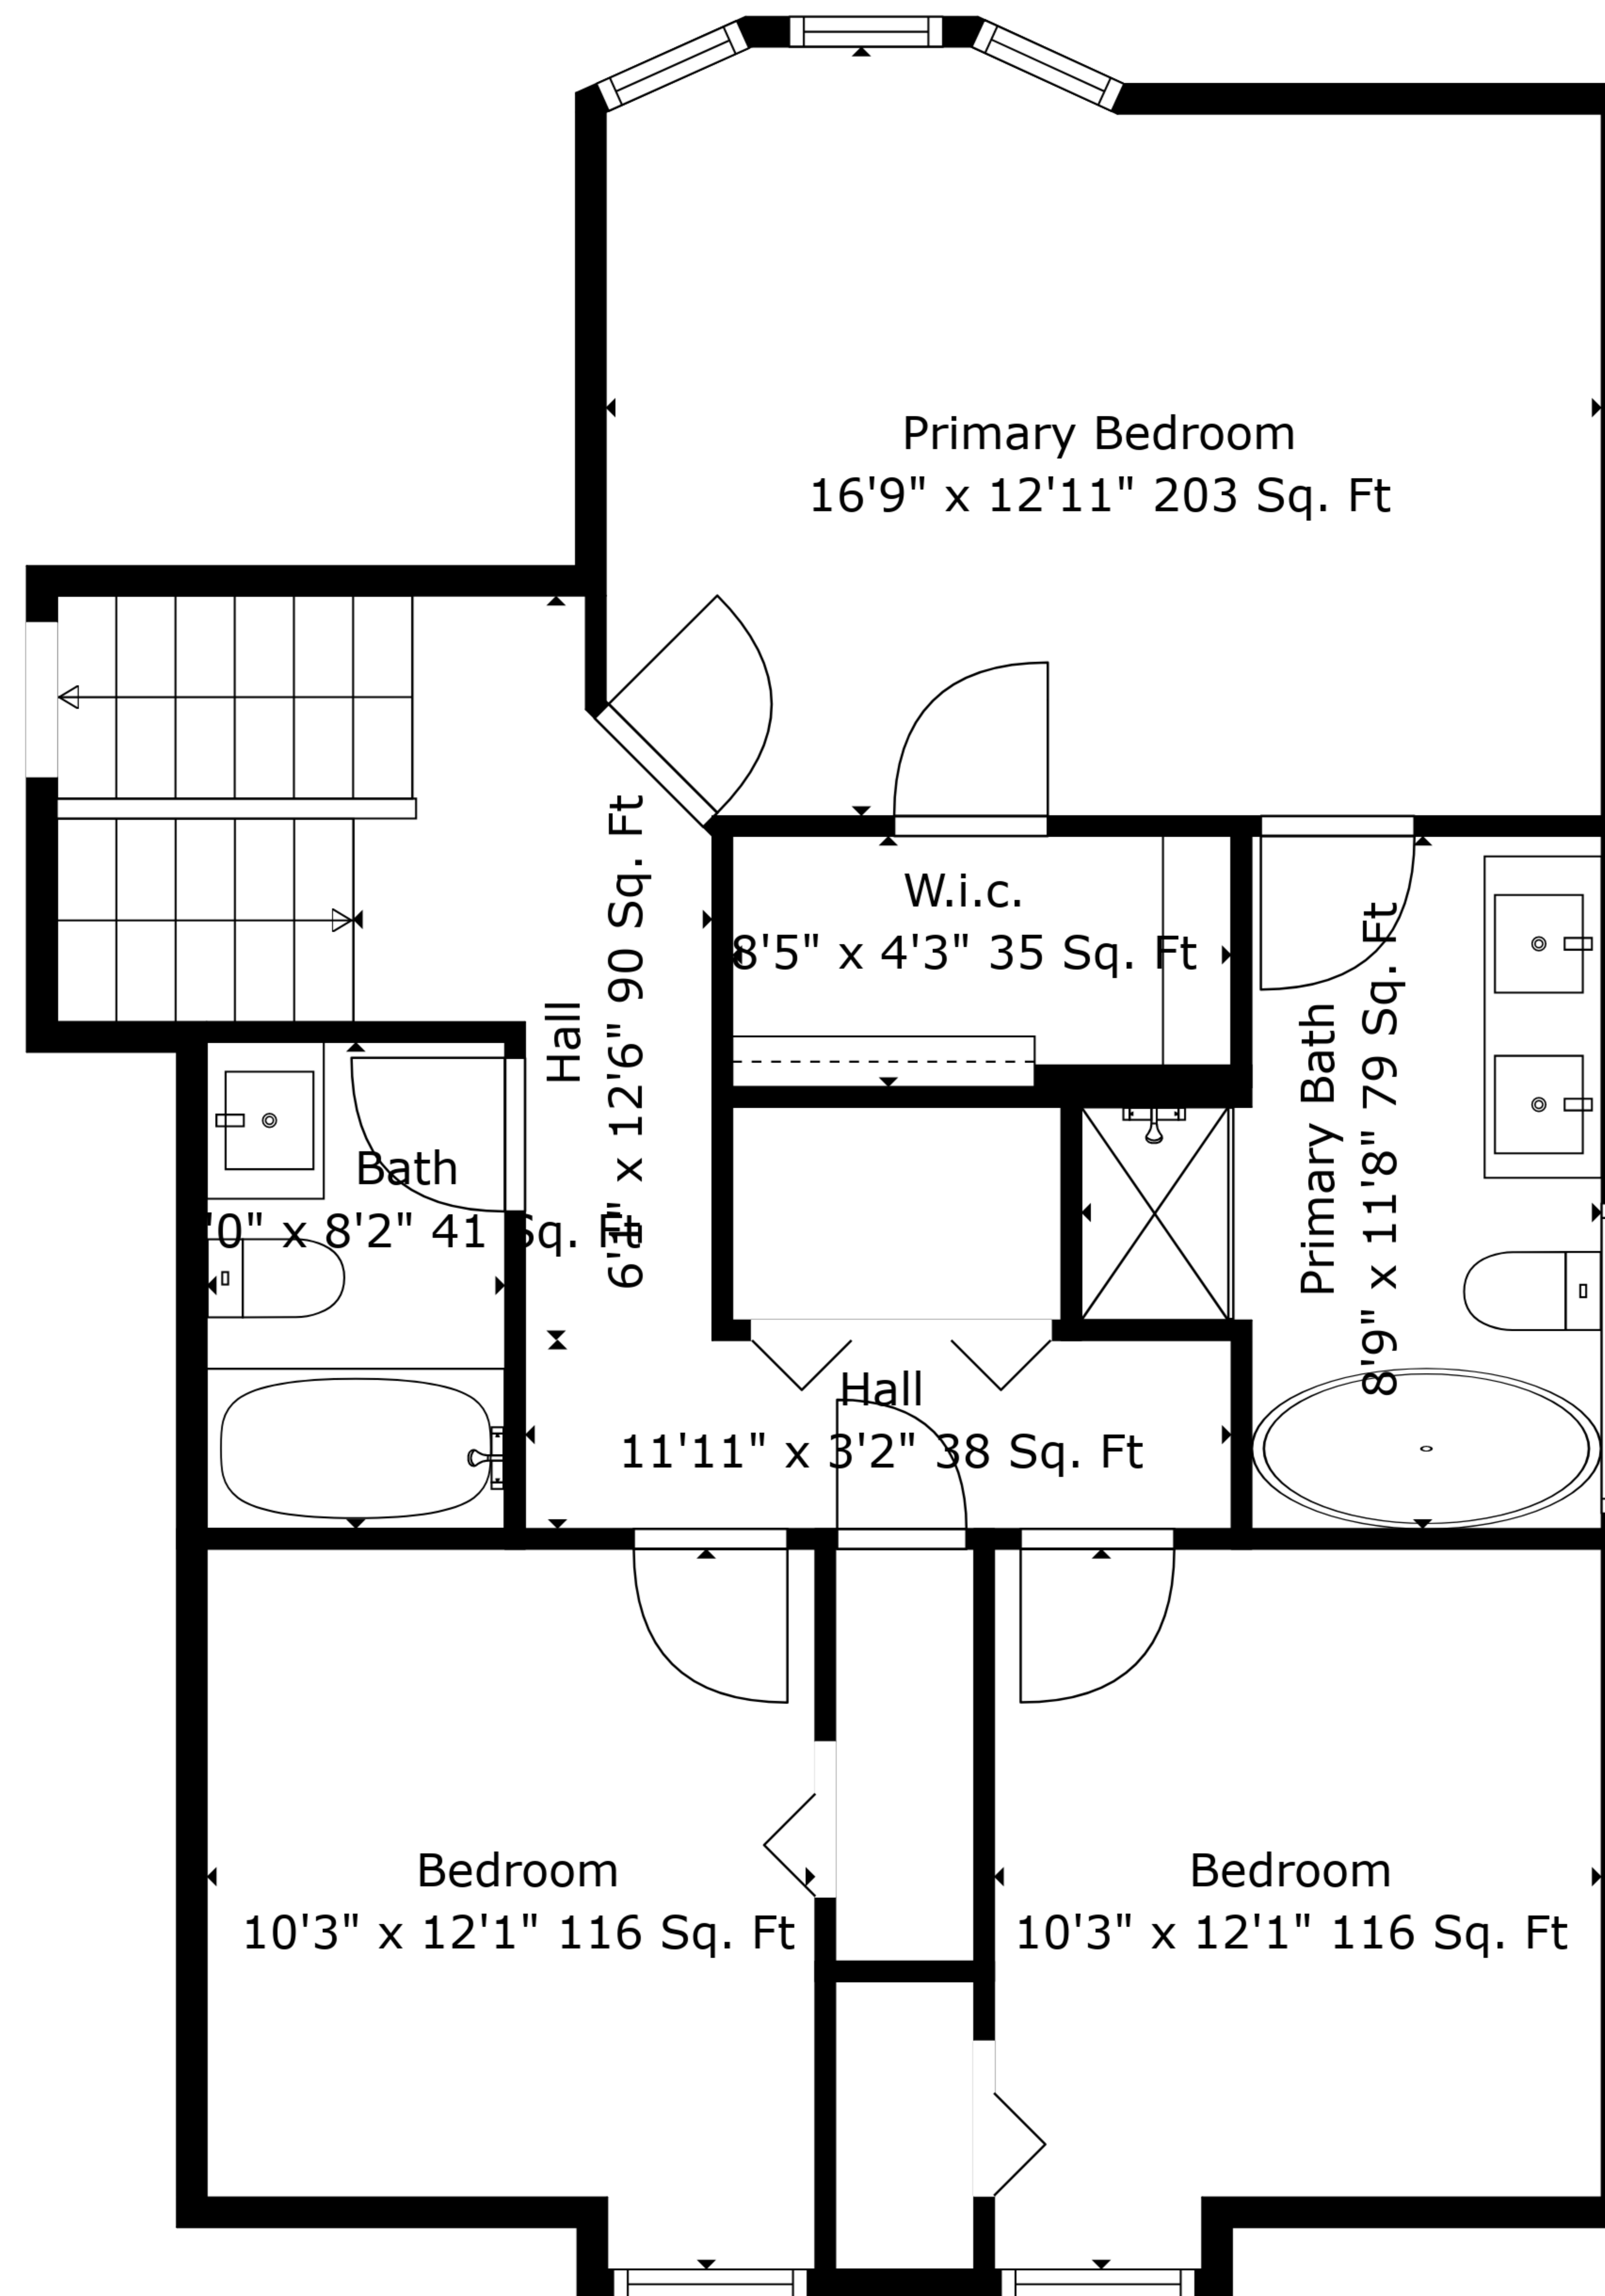 Primary Bedroom
16'9" x 12'11" 203 Sq. Ft
W.i.c.
8'5" x 4'3" 35 Sq. Ft
Hall
x 12'6" 90 Sq. Ft
Primary Bath
8'9" x 11'8" 79 Sq. Ft
Bath
'0" x 8'2" 41 Sq. Ft
Hall
11'11" x 3'2" 38 Sq. Ft
Bedroom
10'3" x 12'1" 116 Sq. Ft
Bedroom
10'3" x 12'1" 116 Sq. Ft